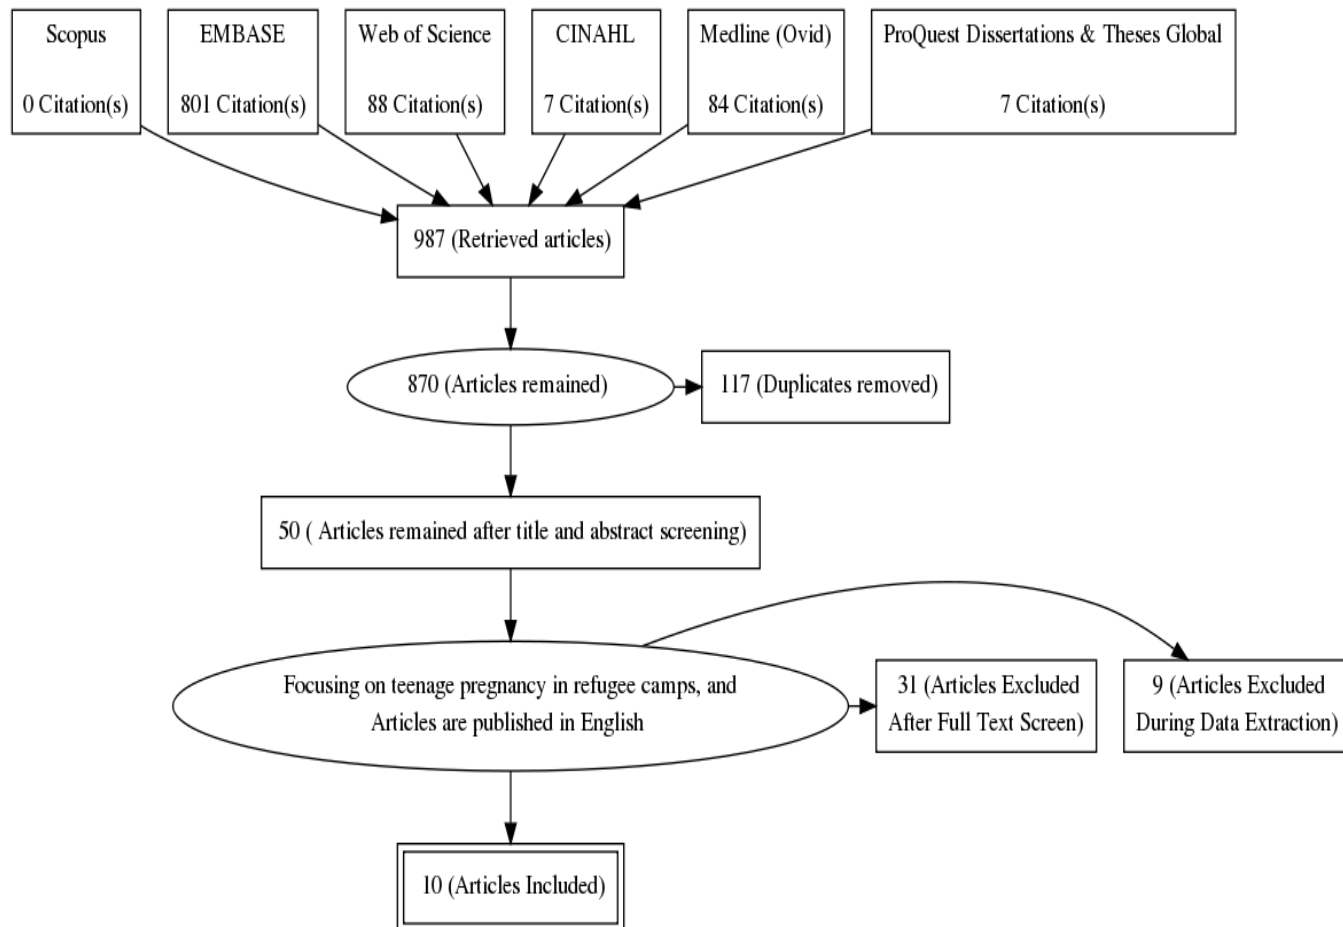 Scopus
0 Citation(s)
EMBASE
801 Citation(s)
Web of Science
88 Citation(s)
CINAHL
7 Citation(s)
Medline (Ovid)
84 Citation(s)
ProQuest Dissertations & Theses Global
7 Citation(s)
987 (Retrieved articles)
870 (Articles remained)
117 (Duplicates removed)
50 ( Articles remained after title and abstract screening)
Focusing on teenage pregnancy in refugee camps, and
Articles are published in English
31 (Articles Excluded
After Full Text Screen)
9 (Articles Excluded
During Data Extraction)
10 (Articles Included)